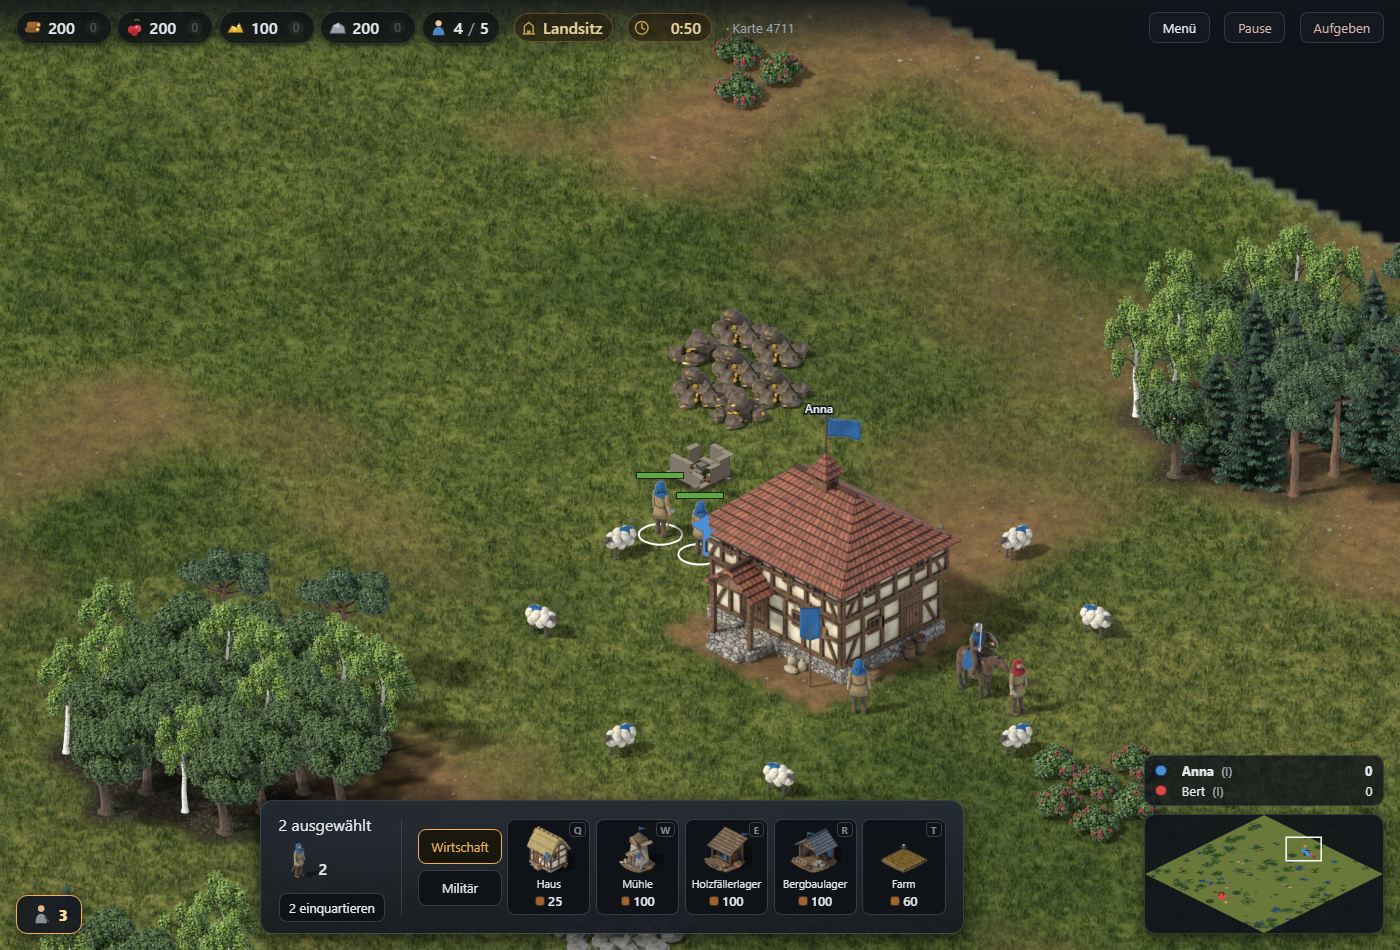 200 0
200 0
100 0
200 0
4 / 5
Landsitz
0:50
· Karte 4711
Menü
Pause
Aufgeben
Anna
2 ausgewählt
2
2 einquartieren
Wirtschaft
Militär
Q
Haus
25
W
Mühle
100
E
Holzfällerlager
100
R
Bergbaulager
100
T
Farm
60
3
Anna (I) 0
Bert (I) 0